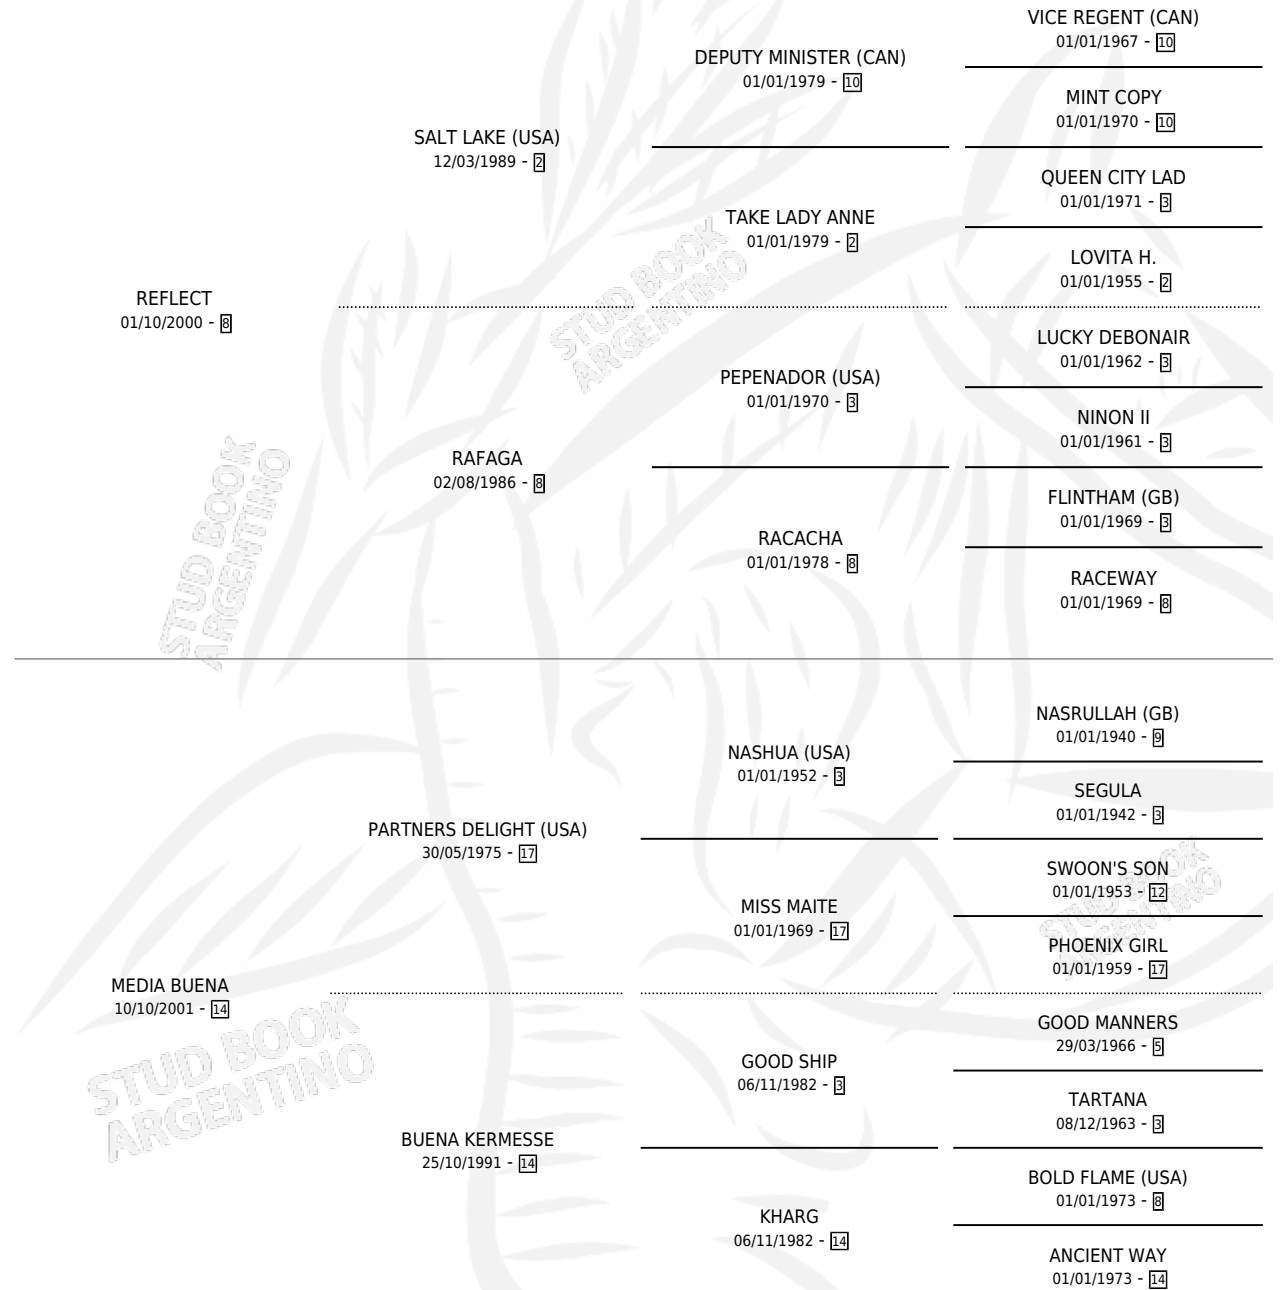 VICE REGENT (CAN)
01/01/1967 - 10
DEPUTY MINISTER (CAN)
01/01/1979 - 10
MINT COPY
01/01/1970 - 10
SALT LAKE (USA)
12/03/1989 - 2
QUEEN CITY LAD
01/01/1971 - 3
TAKE LADY ANNE
01/01/1979 - 2
LOVITA H.
01/01/1955 - 2
REFLECT
01/10/2000 - 8
LUCKY DEBONAIR
01/01/1962 - 3
PEPENADOR (USA)
01/01/1970 - 3
NINON II
01/01/1961 - 3
RAFAGA
02/08/1986 - 8
FLINTHAM (GB)
01/01/1969 - 3
RACACHA
01/01/1978 - 8
RACEWAY
01/01/1969 - 8
STUD BOOK
ARGENTINO
STUD BOOK
ARGENTINO
NASRULLAH (GB)
01/01/1940 - 9
NASHUA (USA)
01/01/1952 - 3
SEGULA
01/01/1942 - 3
PARTNERS DELIGHT (USA)
30/05/1975 - 17
SWOON'S SON
01/01/1953 - 12
MISS MAITE
01/01/1969 - 17
PHOENIX GIRL
01/01/1959 - 17
MEDIA BUENA
10/10/2001 - 14
GOOD MANNERS
29/03/1966 - 5
GOOD SHIP
06/11/1982 - 3
TARTANA
08/12/1963 - 3
BUENA KERMESSE
25/10/1991 - 14
BOLD FLAME (USA)
01/01/1973 - 8
KHARG
06/11/1982 - 14
ANCIENT WAY
01/01/1973 - 14
STUD BOOK
ARGENTINO
STUD BOOK
ARGENTINO